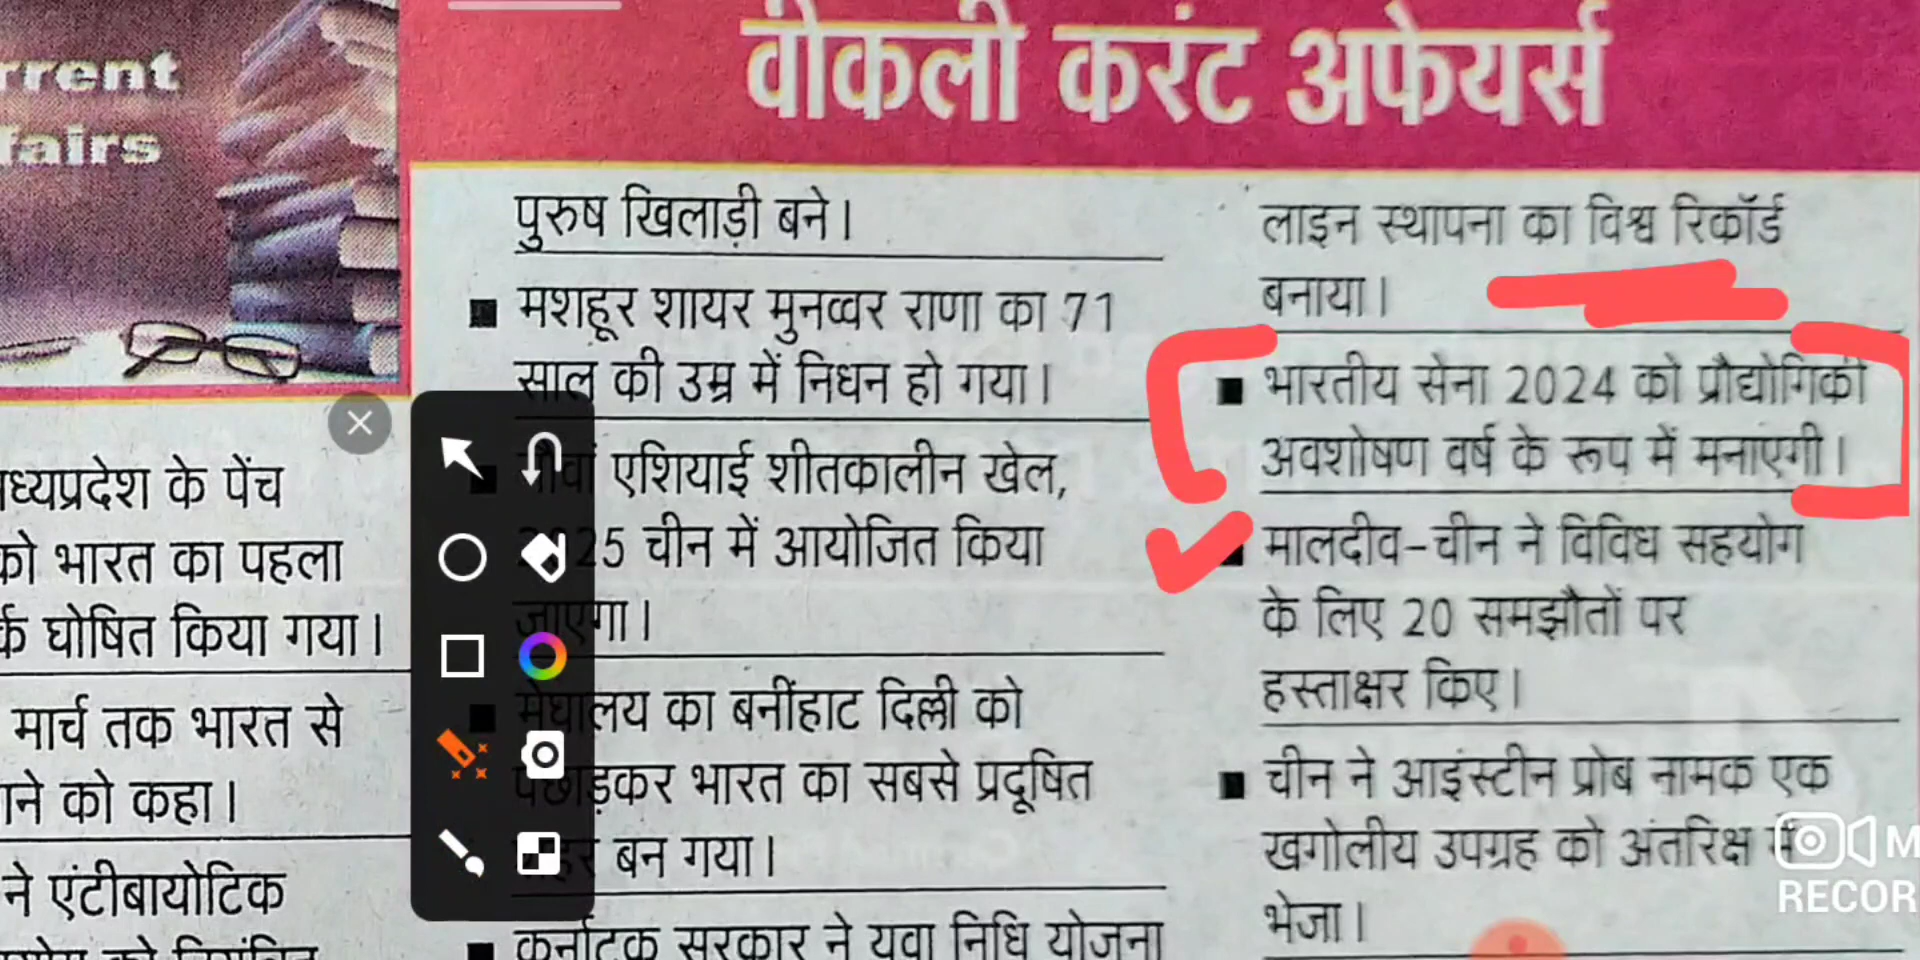 rrent
fairs
वीकली करंट अफेयर्स
ध्यप्रदेश के पेंच
को भारत का पहला
र्क घोषित किया गया।
मार्च तक भारत से
ाने को कहा।
ने एंटीबायोटिक
पुरुष खिलाड़ी बने।
■ मशहूर शायर मुनव्वर राणा का 71
साल की उम्र में निधन हो गया।
■ एशियाई शीतकालीन खेल,
2025 चीन में आयोजित किया
जाएगा।
■ मेघालय का बर्नीहाट दिल्ली को
पछाड़कर भारत का सबसे प्रदूषित
शहर बन गया।
■ कर्नाटक सरकार ने युवा निधि योजना
लाइन स्थापना का विश्व रिकॉर्ड
बनाया।
■ भारतीय सेना 2024 को प्रौद्योगिकी
अवशोषण वर्ष के रूप में मनाएगी।
■ मालदीव-चीन ने विविध सहयोग
के लिए 20 समझौतों पर
हस्ताक्षर किए।
■ चीन ने आइंस्टीन प्रोब नामक एक
खगोलीय उपग्रह को अंतरिक्ष में
भेजा।
M
RECOR